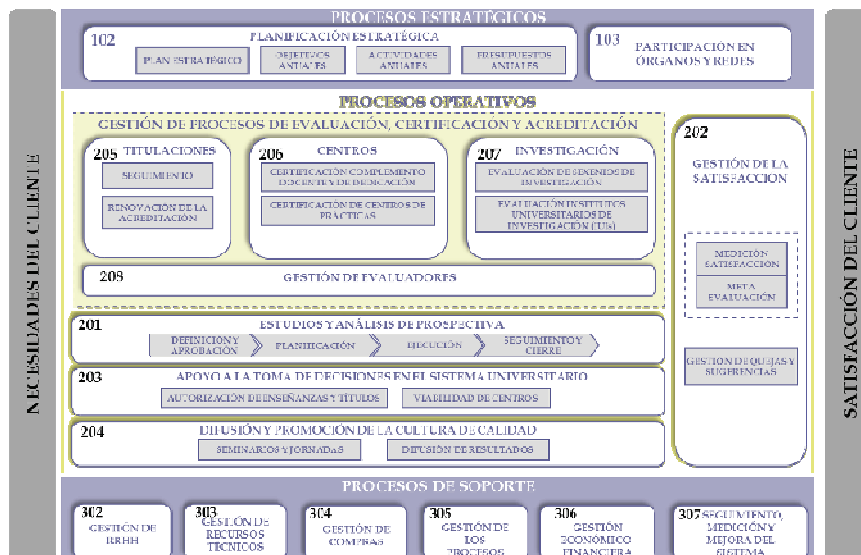 PROCESOS ESTRATÉGICOS
102
PLANIFICACIÓN ESTRATÉGICA
PLAN ESTRATÉGICO
OBJETIVOS
ANUALES
ACTIVIDADES
ANUALES
PRESUPUESTOS
ANUALES
103
PARTICIPACIÓN EN
ÓRGANOS Y REDES
NECESIDADES DEL CLIENTE
PROCESOS OPERATIVOS
GESTIÓN DE PROCESOS DE EVALUACIÓN, CERTIFICACIÓN Y ACREDITACIÓN
205 TITULACIONES
SEGUIMIENTO
RENOVACIÓN DE LA
ACREDITACIÓN
206 CENTROS
CERTIFICACIÓN COMPLEMENTO
DOCENTE Y DE DEDICACIÓN
CERTIFICACIÓN DE CENTROS DE
PRÁCTICAS
207 INVESTIGACIÓN
EVALUACIÓN DE SEXENIOS DE
INVESTIGACIÓN
EVALUACIÓN INSTITUTOS
UNIVERSITARIOS DE
INVESTIGACIÓN (IUIs)
208
GESTIÓN DE EVALUADORES
201
ESTUDIOS Y ANÁLISIS DE PROSPECTIVA
DEFINICIÓN Y
APROBACIÓN
PLANIFICACIÓN
EJECUCIÓN
SEGUIMIENTO Y
CIERRE
203
APOYO A LA TOMA DE DECISIONES EN EL SISTEMA UNIVERSITARIO
AUTORIZACIÓN DE ENSEÑANZAS Y TÍTULOS
VIABILIDAD DE CENTROS
204
DIFUSIÓN Y PROMOCIÓN DE LA CULTURA DE CALIDAD
SEMINARIOS Y JORNADAS
DIFUSIÓN DE RESULTADOS
202
GESTIÓN DE LA
SATISFACCION
MEDICIÓN
SATISFACCIÓN
META
EVALUACIÓN
GESTIÓN DE QUEJAS Y
SUGERENCIAS
SATISFACCIÓN DEL CLIENTE
PROCESOS DE SOPORTE
302
GESTIÓN DE
RRHH
303
GESTIÓN DE
RECURSOS
TÉCNICOS
304
GESTIÓN DE
COMPRAS
305
GESTIÓN DE
LOS
PROCESOS
306
GESTIÓN
ECONÓMICO
FINANCIERA
307 SEGUIMIENTO,
MEDICIÓN Y
MEJORA DEL
SISTEMA